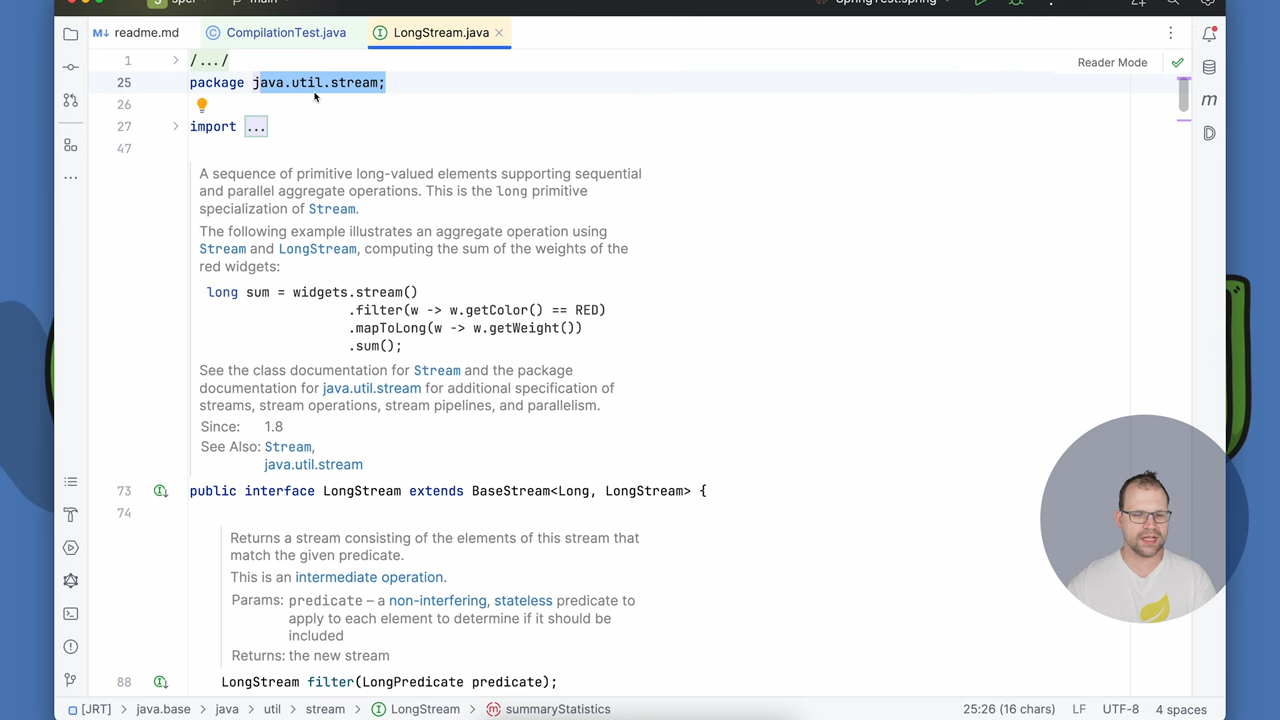 spel
main
SpringTest.spring
readme.md
CompilationTest.java
LongStream.java
1 /.../
Reader Mode
25 package java.util.stream;
26
27 import ...
47
A sequence of primitive long-valued elements supporting sequential
and parallel aggregate operations. This is the long primitive
specialization of Stream.
The following example illustrates an aggregate operation using
Stream and LongStream, computing the sum of the weights of the
red widgets:
long sum = widgets.stream()
.filter(w -> w.getColor() == RED)
.mapToLong(w -> w.getWeight())
.sum();
See the class documentation for Stream and the package
documentation for java.util.stream for additional specification of
streams, stream operations, stream pipelines, and parallelism.
Since: 1.8
See Also: Stream,
java.util.stream
73 public interface LongStream extends BaseStream<Long, LongStream> {
74
Returns a stream consisting of the elements of this stream that
match the given predicate.
This is an intermediate operation.
Params: predicate – a non-interfering, stateless predicate to
apply to each element to determine if it should be
included
Returns: the new stream
88 LongStream filter(LongPredicate predicate);
[JRT] > java.base > java > util > stream > LongStream > summaryStatistics
25:26 (16 chars) LF UTF-8 4 spaces